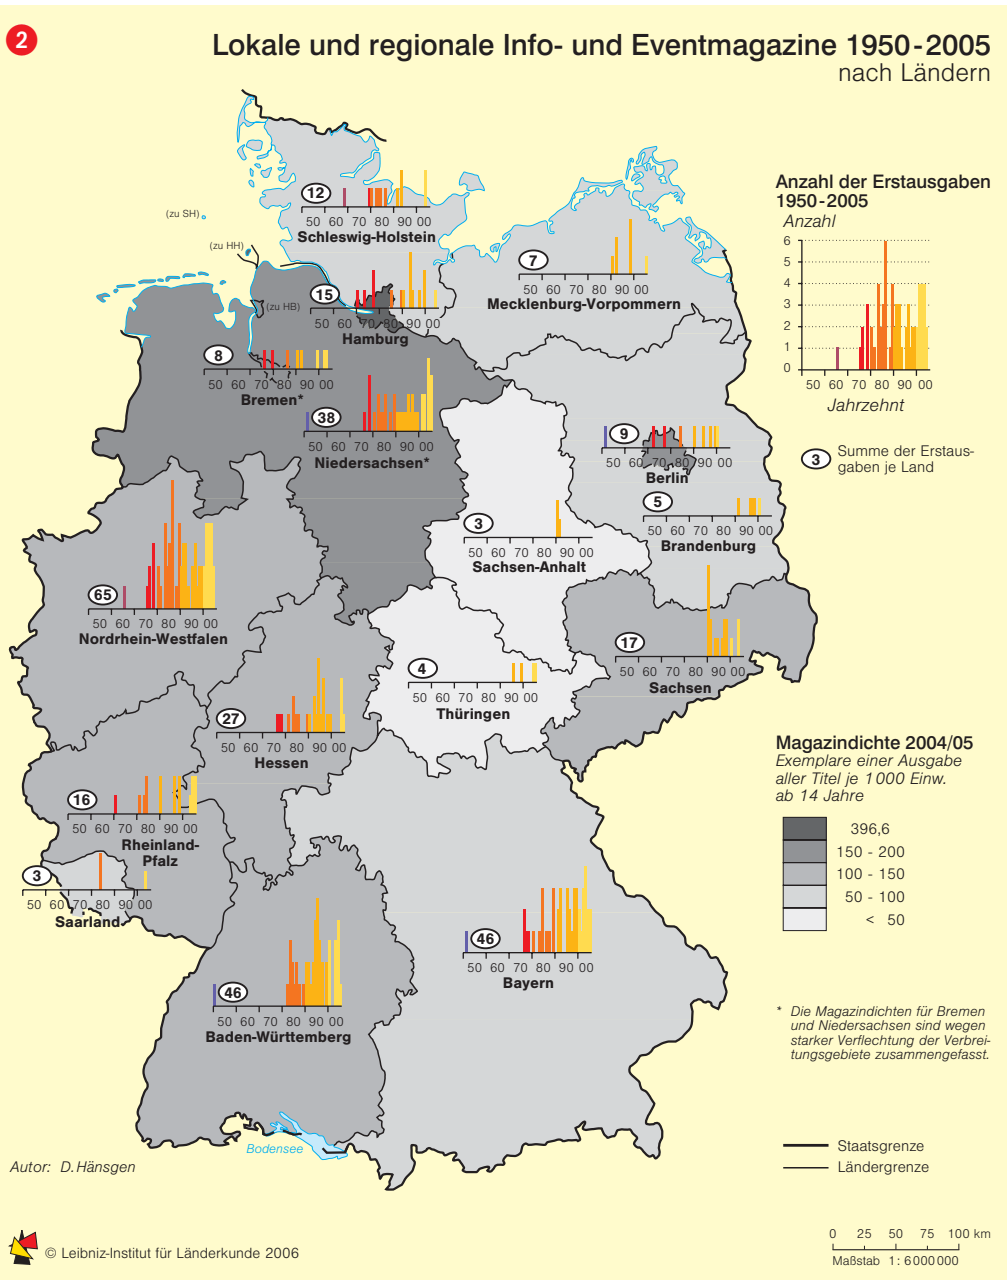 2
Lokale und regionale Info- und Eventmagazine 1950-2005
nach Ländern
Anzahl der Erstausgaben
1950-2005
Anzahl
6
5
4
3
2
1
0
50 60 70 80 90 00
Jahrzehnt
3 Summe der Erstaus-
gaben je Land
12
50 60 70 80 90 00
Schleswig-Holstein
(zu SH)
(zu HH)
(zu HB)
7
50 60 70 80 90 00
Mecklenburg-Vorpommern
15
50 60 70 80 90 00
Hamburg
8
50 60 70 80 90 00
Bremen*
38
50 60 70 80 90 00
Niedersachsen*
9
50 60 70 80 90 00
Berlin
5
50 60 70 80 90 00
Brandenburg
3
50 60 70 80 90 00
Sachsen-Anhalt
65
50 60 70 80 90 00
Nordrhein-Westfalen
17
50 60 70 80 90 00
Sachsen
4
50 60 70 80 90 00
Thüringen
27
50 60 70 80 90 00
Hessen
16
50 60 70 80 90 00
Rheinland-
Pfalz
3
50 60 70 80 90 00
Saarland
46
50 60 70 80 90 00
Bayern
46
50 60 70 80 90 00
Baden-Württemberg
Magazindichte 2004/05
Exemplare einer Ausgabe
aller Titel je 1000 Einw.
ab 14 Jahre
396,6
150 - 200
100 - 150
50 - 100
< 50
* Die Magazindichten für Bremen
und Niedersachsen sind wegen
starker Verflechtung der Verbrei-
tungsgebiete zusammengefasst.
Bodensee
Staatsgrenze
Ländergrenze
Autor: D. Hänsgen
© Leibniz-Institut für Länderkunde 2006
0 25 50 75 100 km
Maßstab 1: 6000000